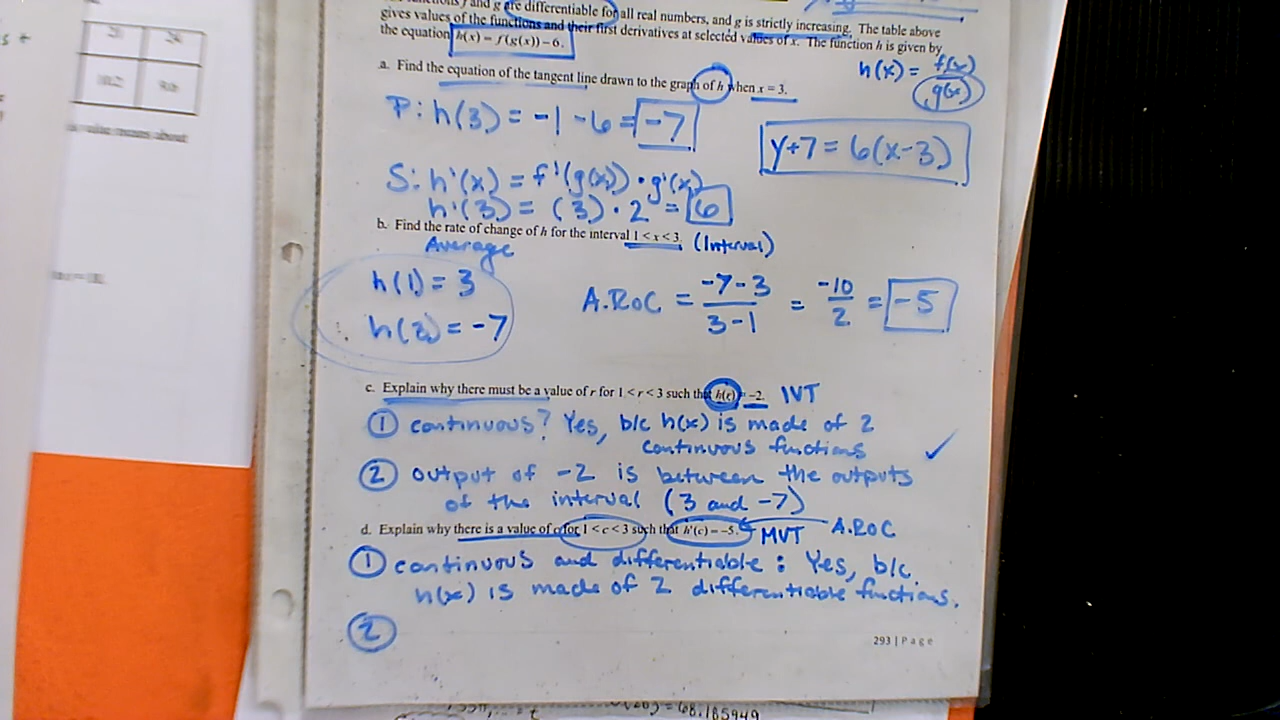 f and g are differentiable for all real numbers, and g is strictly increasing. The table above
gives values of the functions and their first derivatives at selected values of x. The function h is given by
the equation h(x) = f(g(x)) – 6.
h(x) = f(x)
g(x)
a. Find the equation of the tangent line drawn to the graph of h when x = 3.
P: h(3) = -1 - 6 = -7
y+7 = 6(x-3)
S: h'(x) = f'(g(x)) · g'(x)
h'(3) = (3) · 2 = 6
b. Find the rate of change of h for the interval 1 < x < 3. (Interval)
Average
h(1) = 3
h(3) = -7
A.RoC = -7-3 / 3-1 = -10 / 2 = -5
c. Explain why there must be a value of r for 1 < r < 3 such that h(r) = –2. IVT
① continuous? Yes, b/c h(x) is made of 2
continuous functions ✓
② output of -2 is between the outputs
of the interval (3 and -7)
d. Explain why there is a value of c for 1 < c < 3 such that h'(c) = –5. MVT A.RoC
① continuous and differentiable: Yes, b/c
h(x) is made of 2 differentiable functions.
②
293 | Page
= 68.185949